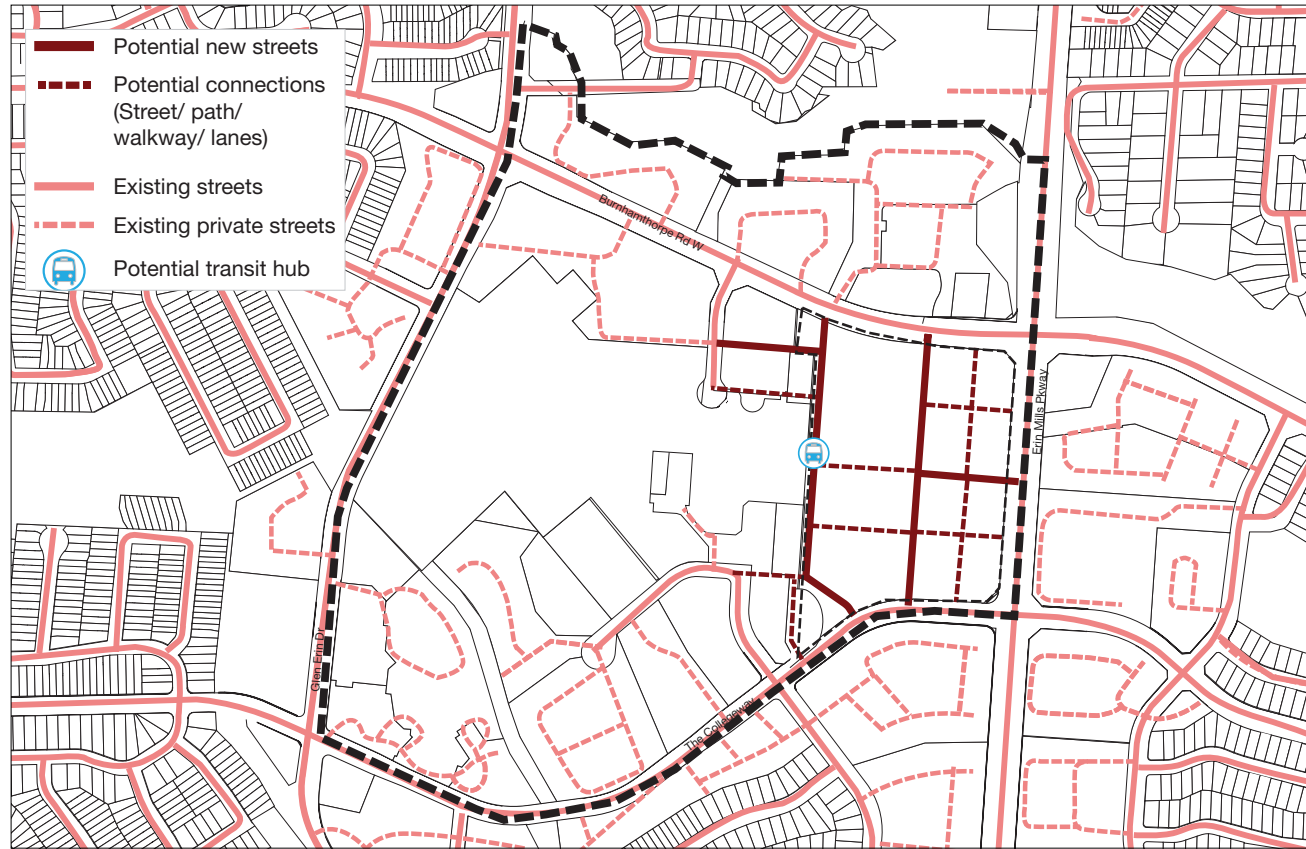 Potential new streets
Potential connections
(Street/ path/
walkway/ lanes)
Existing streets
Existing private streets
Potential transit hub
Burnhamthorpe Rd W
Erin Mills Pkway
Glen Erin Dr
The Collegeway